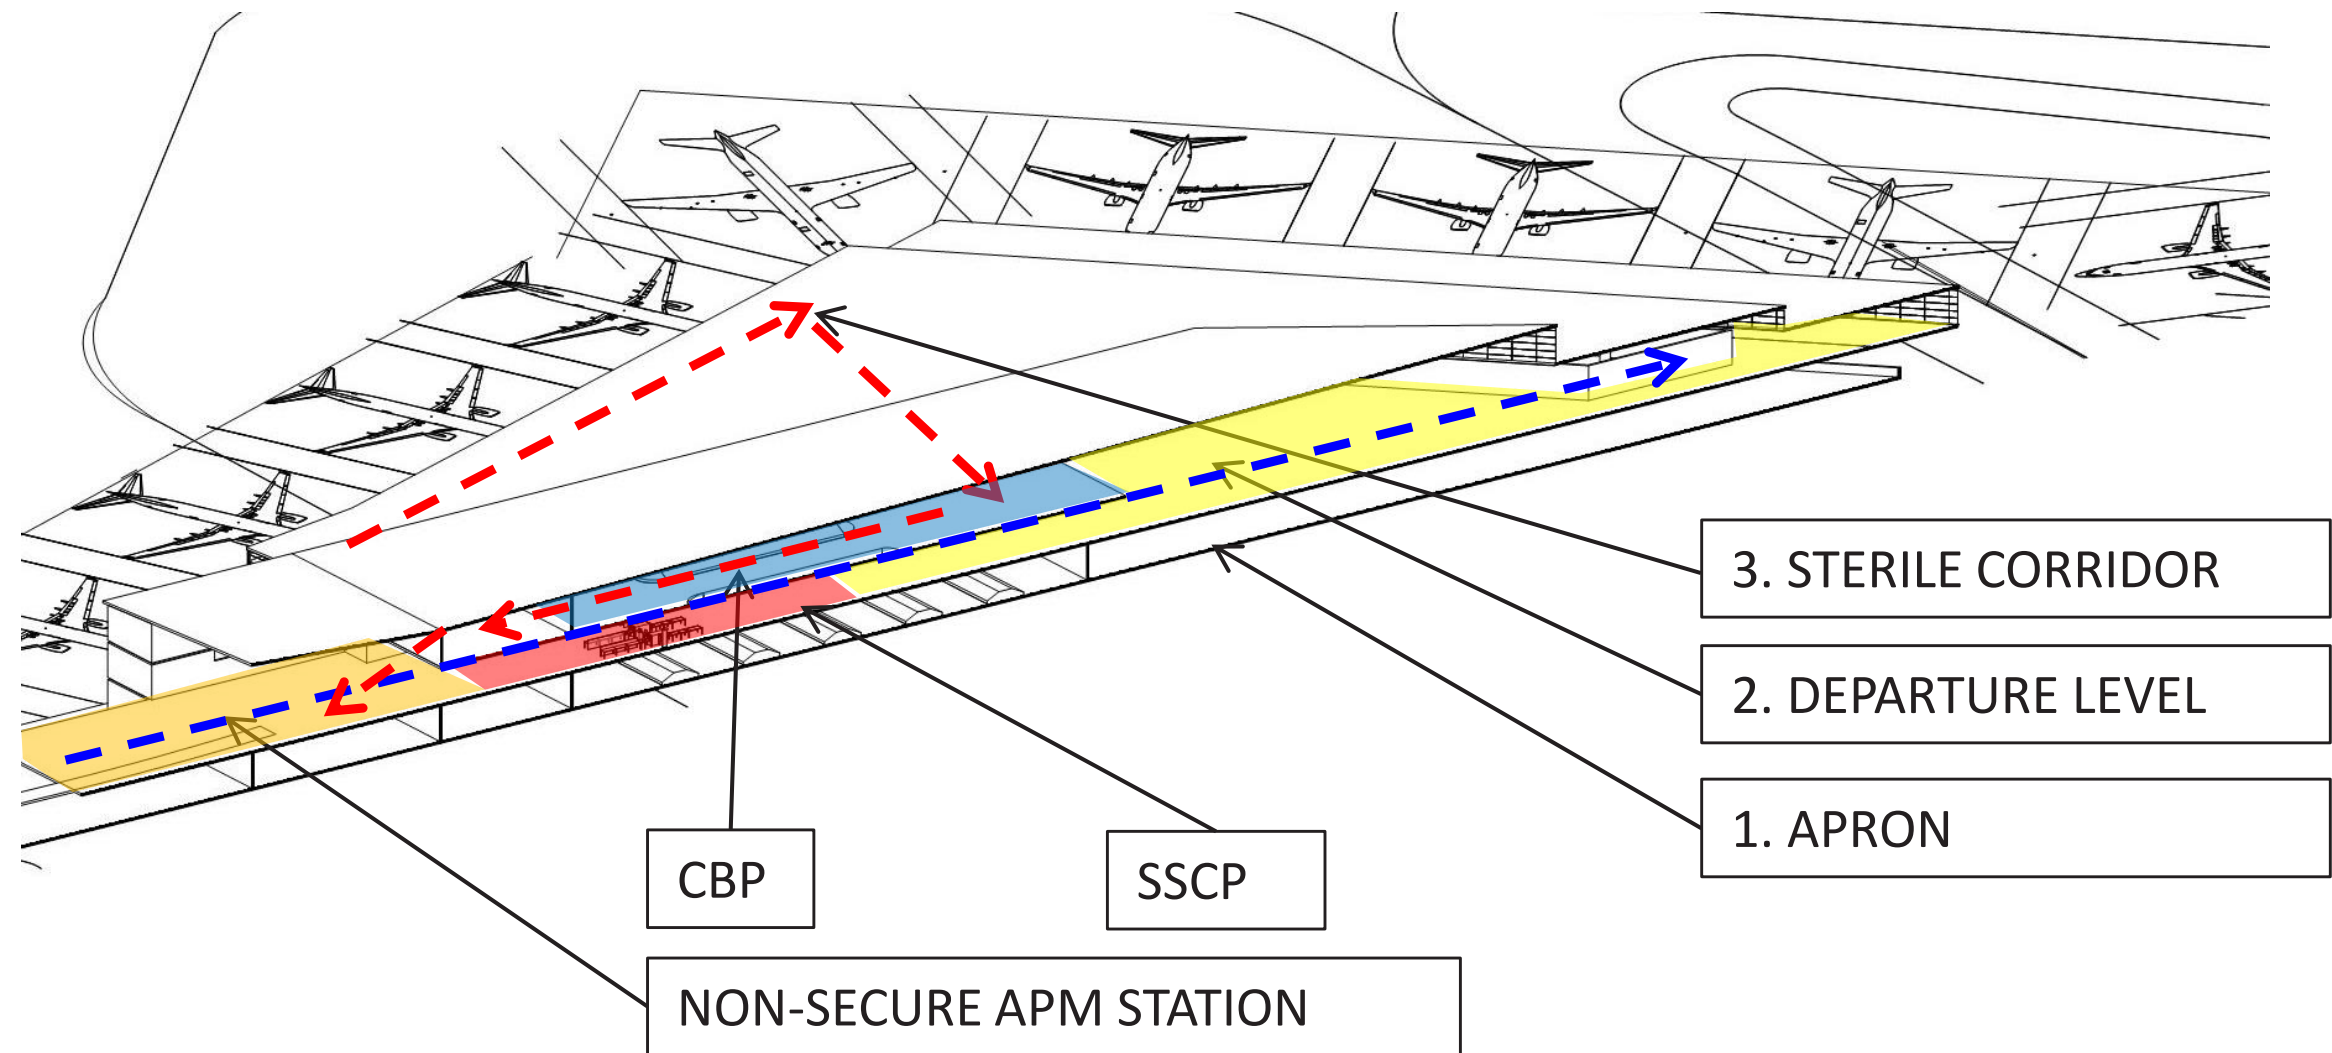 3. STERILE CORRIDOR
2. DEPARTURE LEVEL
1. APRON
CBP
SSCP
NON-SECURE APM STATION